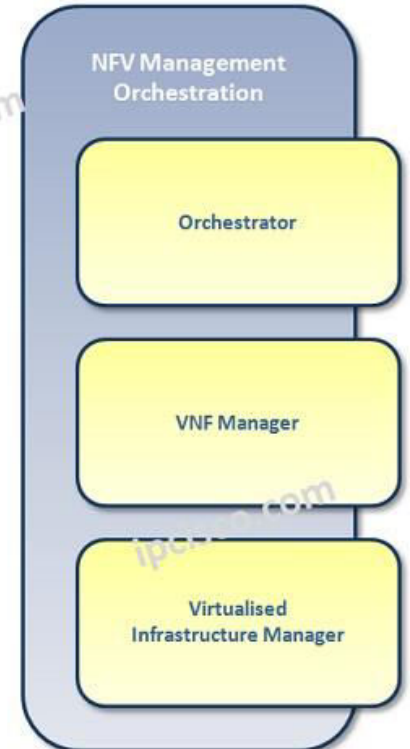 NFV Management
Orchestration
Orchestrator
VNF Manager
Virtualised
Infrastructure Manager